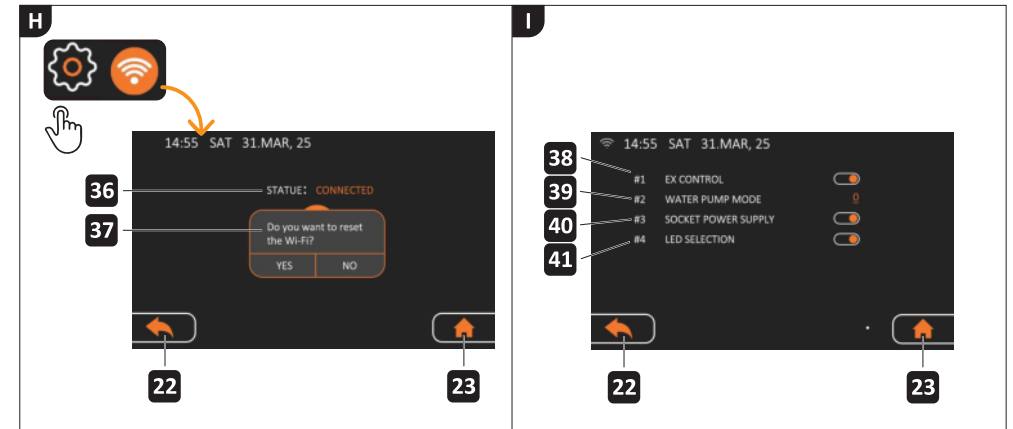 H
14:55 SAT 31.MAR, 25
36
STATUE: CONNECTED
37
Do you want to reset
the Wi-Fi?
YES NO
22
23
I
14:55 SAT 31.MAR, 25
38
#1 EX CONTROL
39
#2 WATER PUMP MODE 0
40
#3 SOCKET POWER SUPPLY
41
#4 LED SELECTION
22
23